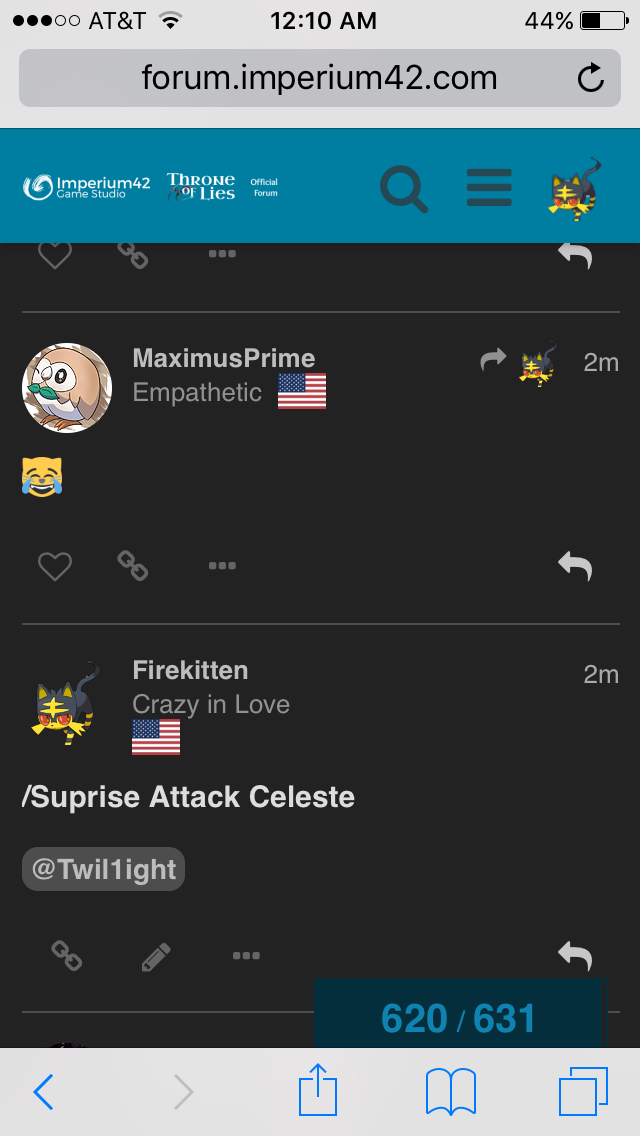 AT&T 12:10 AM 44%
forum.imperium42.com
Imperium42 THRONE Official
Game Studio OF LIES Forum
MaximusPrime 2m
Empathetic
Firekitten 2m
Crazy in Love
/Suprise Attack Celeste
@Twil1ight
620 / 631